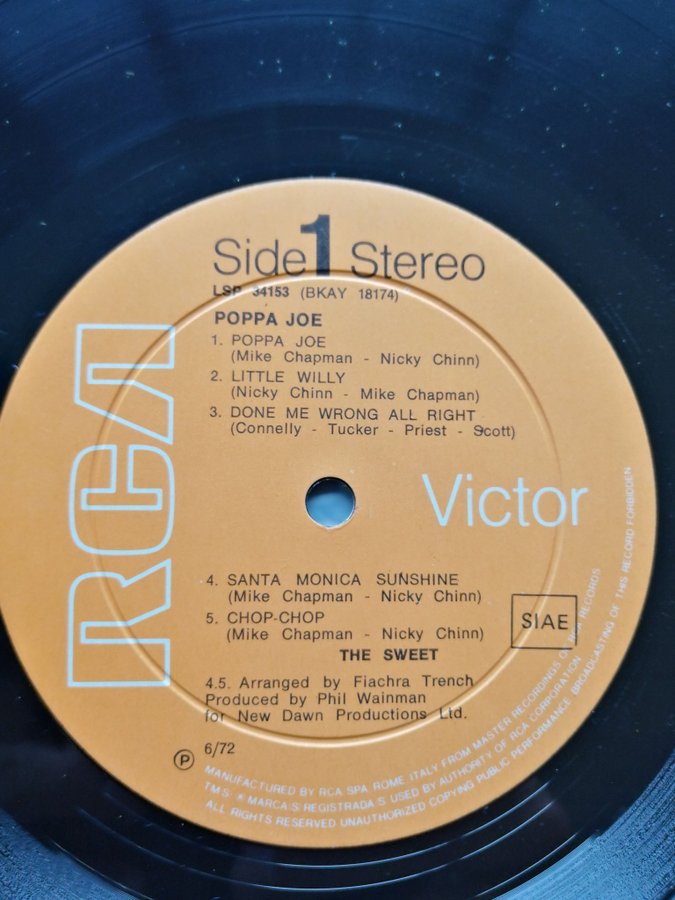 Side 1 Stereo
LSP 34153 (BKAY 18174)
POPPA JOE
1. POPPA JOE
(Mike Chapman - Nicky Chinn)
2. LITTLE WILLY
(Nicky Chinn - Mike Chapman)
3. DONE ME WRONG ALL RIGHT
(Connelly - Tucker - Priest - Scott)
RCA
Victor
4. SANTA MONICA SUNSHINE
(Mike Chapman - Nicky Chinn)
5. CHOP-CHOP
(Mike Chapman - Nicky Chinn)
SIAE
THE SWEET
4.5. Arranged by Fiachra Trench
Produced by Phil Wainman
for New Dawn Productions Ltd.
Ⓟ 6/72
MANUFACTURED BY RCA SPA ROME ITALY FROM MASTER RECORDINGS OF RCA RECORDS
TMS ✶ MARCA S REGISTRADA S USED BY AUTHORITY OF RCA CORPORATION
ALL RIGHTS RESERVED UNAUTHORIZED COPYING PUBLIC PERFORMANCE BROADCASTING OF THIS RECORD FORBIDDEN